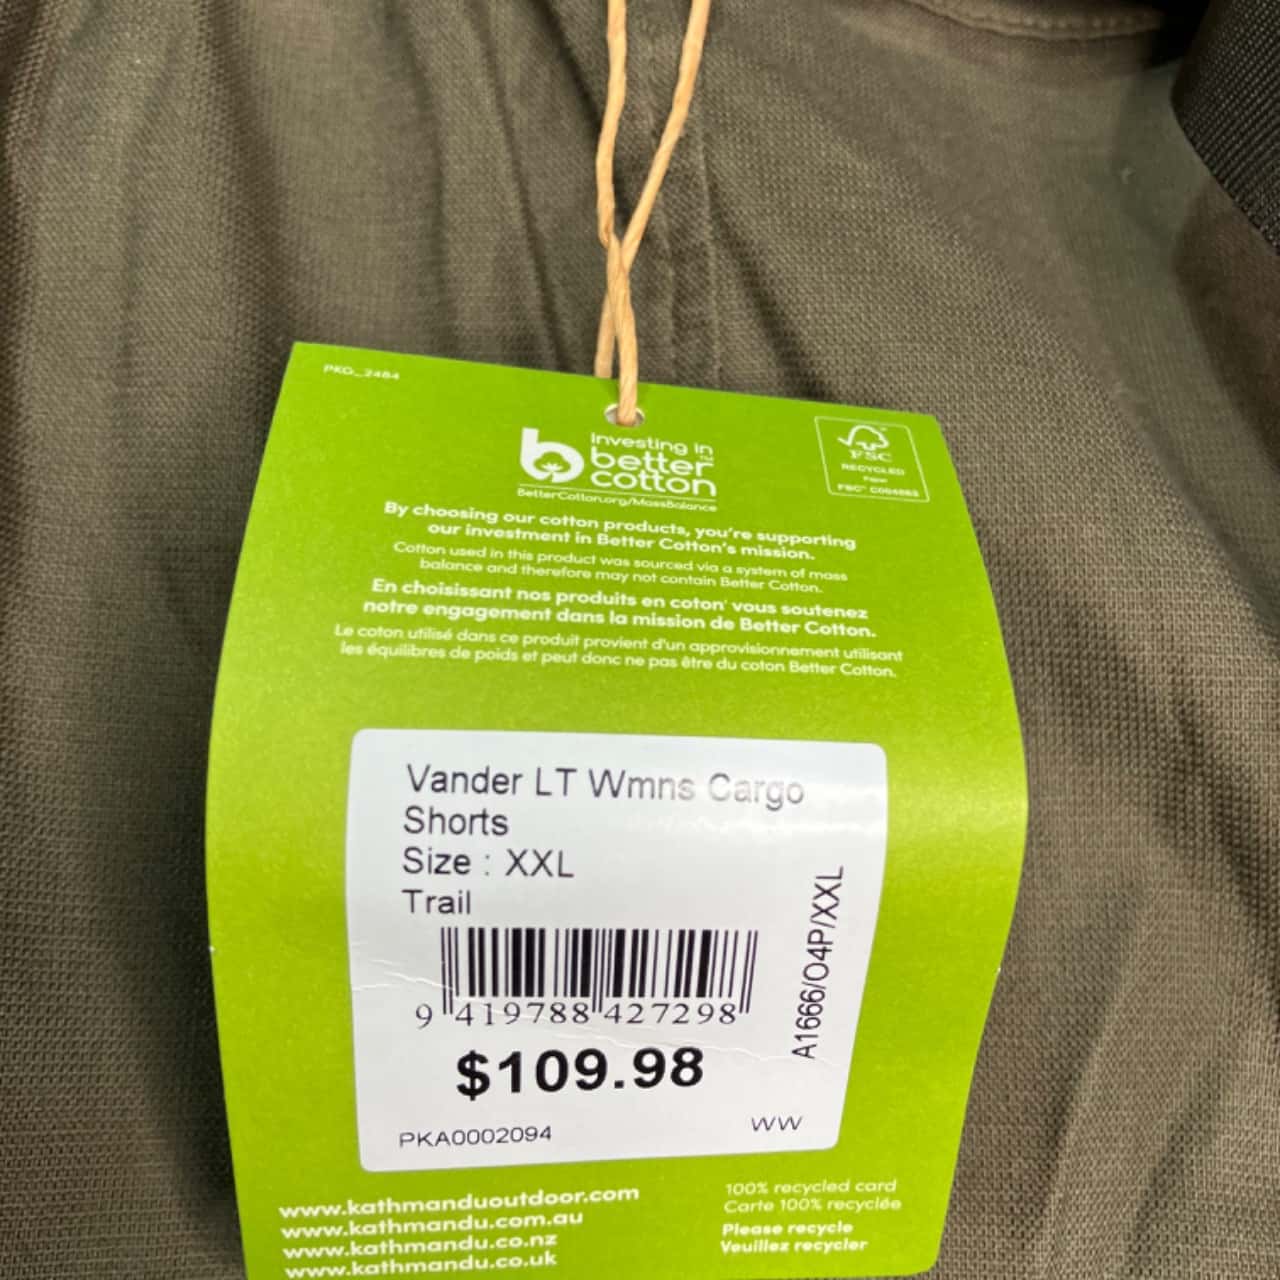 PKG_2484
Investing in
better™
cotton
BetterCotton.org/MassBalance
FSC
RECYCLED
Paper
By choosing our cotton products, you're supporting
our investment in Better Cotton's mission.
Cotton used in this product was sourced via a system of mass
balance and therefore may not contain Better Cotton.
En choisissant nos produits en coton' vous soutenez
notre engagement dans la mission de Better Cotton.
Le coton utilisé dans ce produit provient d'un approvisionnement utilisant
les équilibres de poids et peut donc ne pas être du coton Better Cotton.
Vander LT Wmns Cargo
Shorts
Size : XXL
Trail
A1666/04P/XXL
9 419788 427298
$109.98
PKA0002094
WW
www.kathmanduoutdoor.com
www.kathmandu.com.au
www.kathmandu.co.nz
www.kathmandu.co.uk
100% recycled card
Carte 100% recyclée
Please recycle
Veuillez recycler